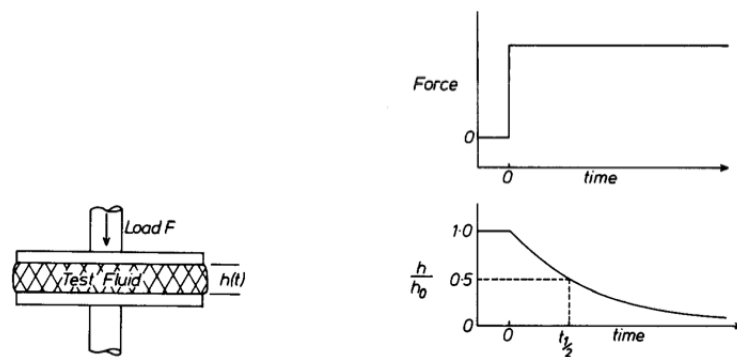 Load F
Test Fluid
h(t)
Force
0
0
time
1·0
h
h0
0·5
0
0
t1/2
time